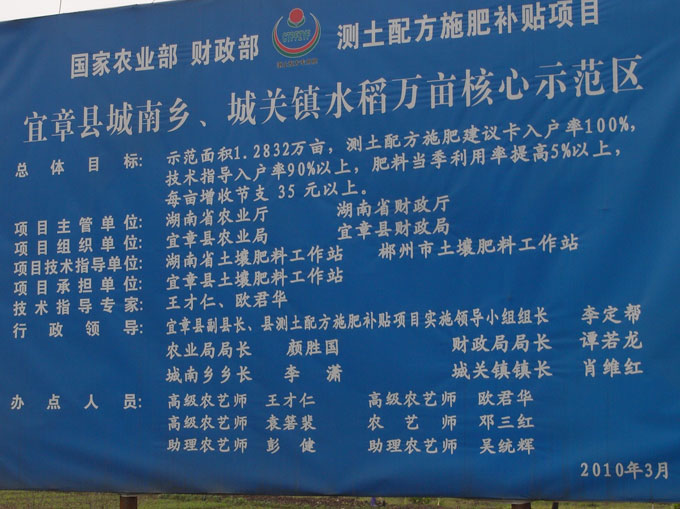 国家农业部 财政部 测土配方施肥补贴项目
宜章县城南乡、城关镇水稻万亩核心示范区
总体目标: 示范面积1.2832万亩，测土配方施肥建议卡入户率100%，
技术指导入户率90%以上，肥料当季利用率提高5%以上，
每亩增收节支 35 元以上。
项目主管单位: 湖南省农业厅 湖南省财政厅
项目组织单位: 宜章县农业局 宜章县财政局
项目技术指导单位: 湖南省土壤肥料工作站 郴州市土壤肥料工作站
项目承担单位: 宜章县土壤肥料工作站
技术指导专家: 王才仁、欧君华
行政领导: 宜章县副县长、县测土配方施肥补贴项目实施领导小组组长 李定帮
农业局局长 颜胜国 财政局局长 谭若龙
城南乡乡长 李潇 城关镇镇长 肖维红
办点人员: 高级农艺师 王才仁 高级农艺师 欧君华
高级农艺师 袁箬裴 农艺师 邓三红
助理农艺师 彭健 助理农艺师 吴统辉
2010年3月